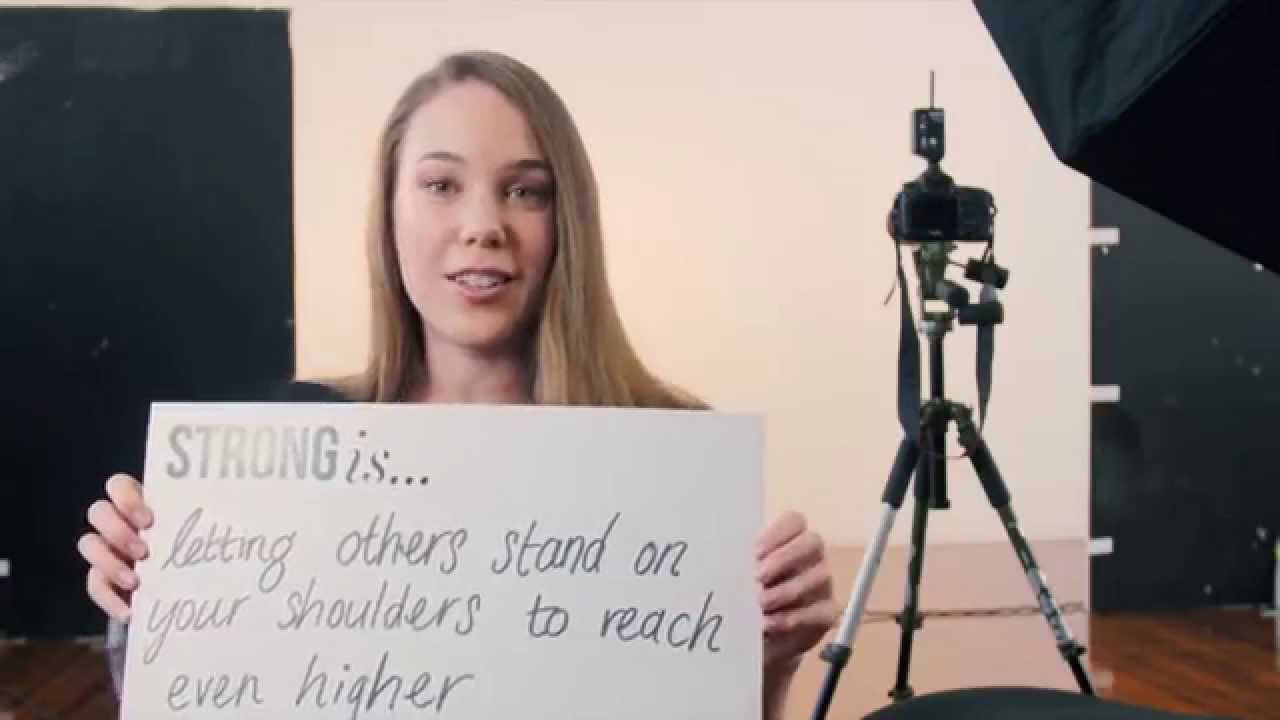 STRONG is...
letting others stand on
your shoulders to reach
even higher